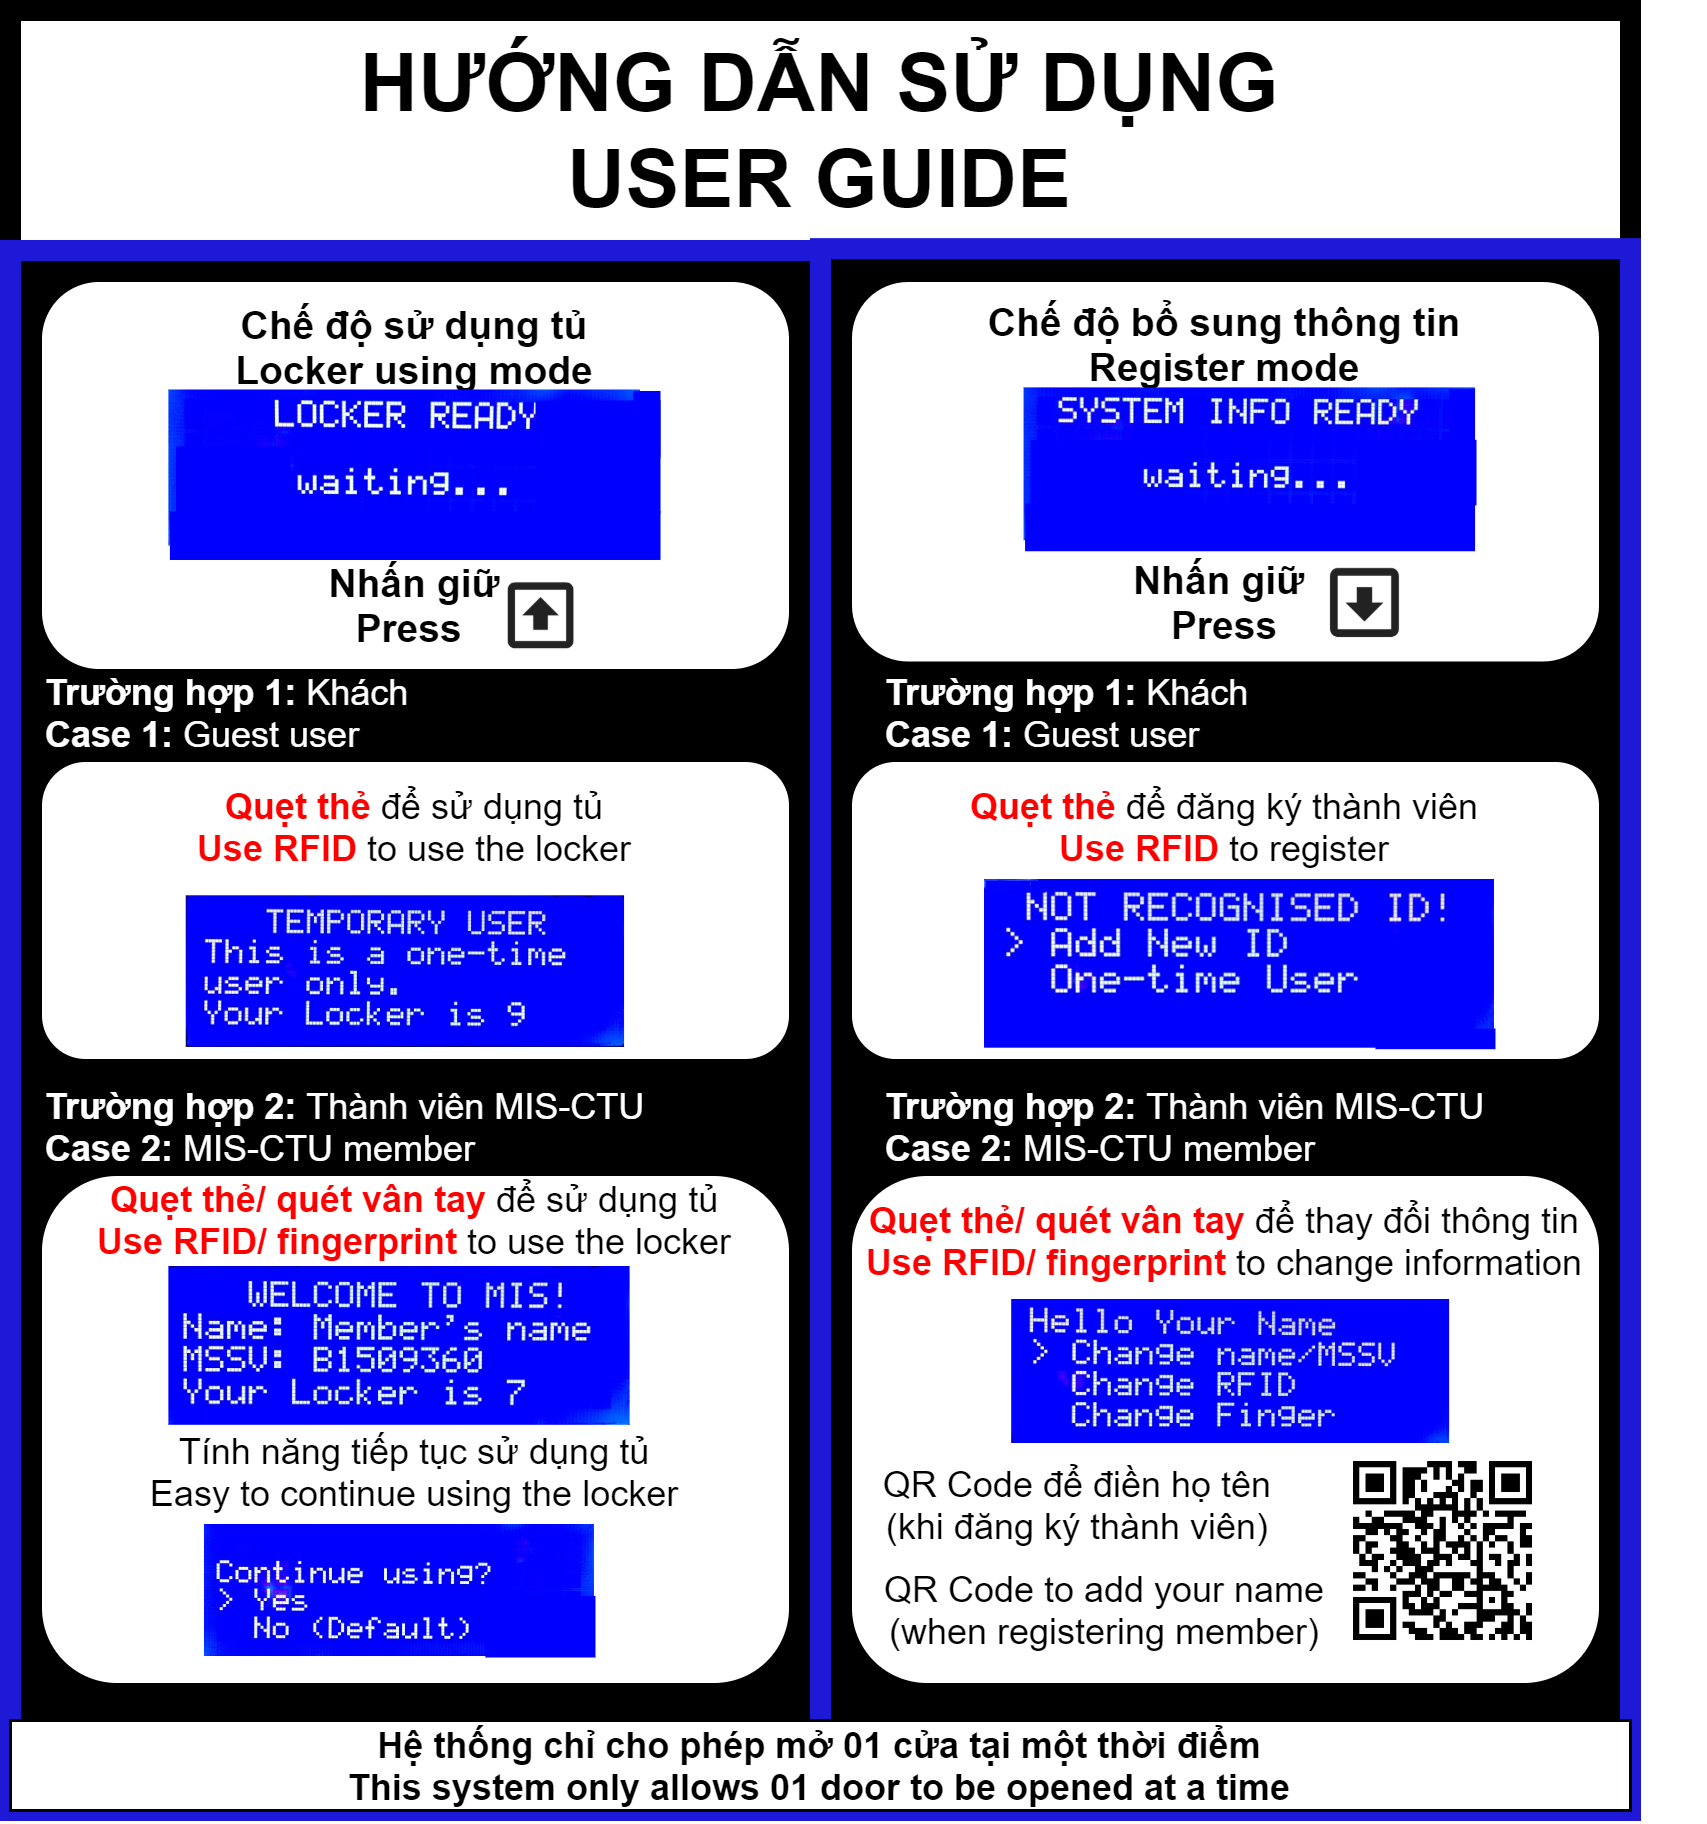 HƯỚNG DẪN SỬ DỤNG
USER GUIDE
Chế độ sử dụng tủ
Locker using mode
LOCKER READY
waiting...
Nhấn giữ
Press
Trường hợp 1: Khách
Case 1: Guest user
Quẹt thẻ để sử dụng tủ
Use RFID to use the locker
TEMPORARY USER
This is a one-time
user only.
Your Locker is 9
Trường hợp 2: Thành viên MIS-CTU
Case 2: MIS-CTU member
Quẹt thẻ/ quét vân tay để sử dụng tủ
Use RFID/ fingerprint to use the locker
WELCOME TO MIS!
Name: Member's name
MSSV: B1509360
Your Locker is 7
Tính năng tiếp tục sử dụng tủ
Easy to continue using the locker
Continue using?
> Yes
No (Default)
Chế độ bổ sung thông tin
Register mode
SYSTEM INFO READY
waiting...
Nhấn giữ
Press
Trường hợp 1: Khách
Case 1: Guest user
Quẹt thẻ để đăng ký thành viên
Use RFID to register
NOT RECOGNISED ID!
> Add New ID
One-time User
Trường hợp 2: Thành viên MIS-CTU
Case 2: MIS-CTU member
Quẹt thẻ/ quét vân tay để thay đổi thông tin
Use RFID/ fingerprint to change information
Hello Your Name
> Change name/MSSV
Change RFID
Change Finger
QR Code để điền họ tên
(khi đăng ký thành viên)
QR Code to add your name
(when registering member)
Hệ thống chỉ cho phép mở 01 cửa tại một thời điểm
This system only allows 01 door to be opened at a time